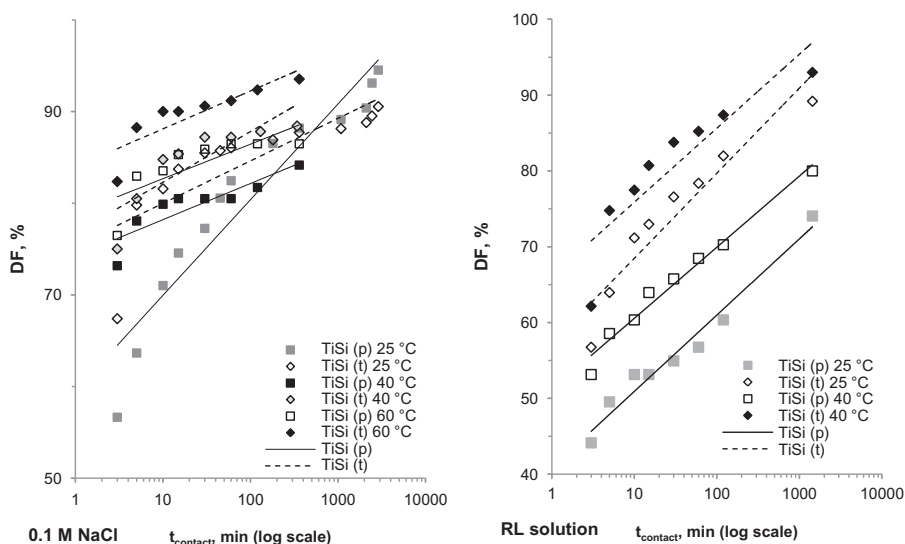 90
70
50
DF, %
TiSi (p) 25 °C
TiSi (t) 25 °C
TiSi (p) 40 °C
TiSi (t) 40 °C
TiSi (p) 60 °C
TiSi (t) 60 °C
TiSi (p)
TiSi (t)
1 10 100 1000 10000
0.1 M NaCl t_contact, min (log scale)
100
90
80
70
60
50
40
DF, %
TiSi (p) 25 °C
TiSi (t) 25 °C
TiSi (p) 40 °C
TiSi (t) 40 °C
TiSi (p)
TiSi (t)
1 10 100 1000 10000
RL solution t_contact, min (log scale)